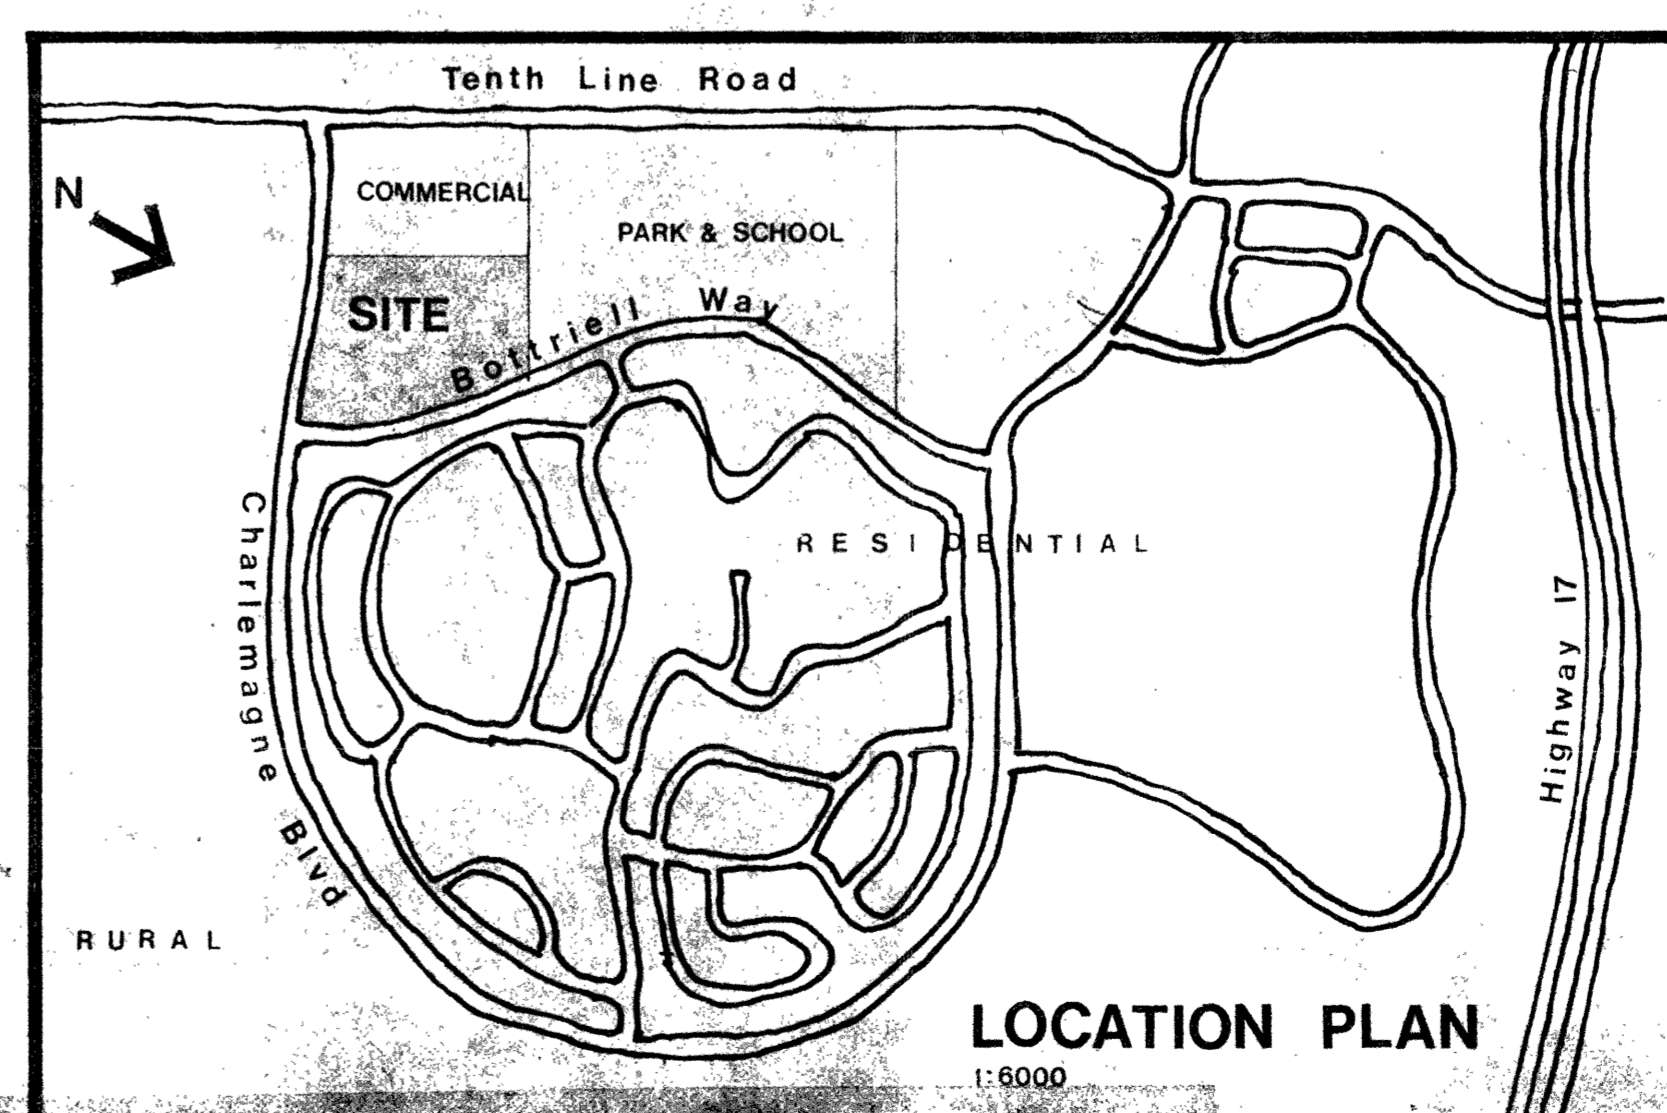 Tenth Line Road
N
COMMERCIAL
PARK & SCHOOL
SITE
Bottriell Way
Charlemagne Blvd
RESIDENTIAL
Highway 17
RURAL
LOCATION PLAN
1:6000